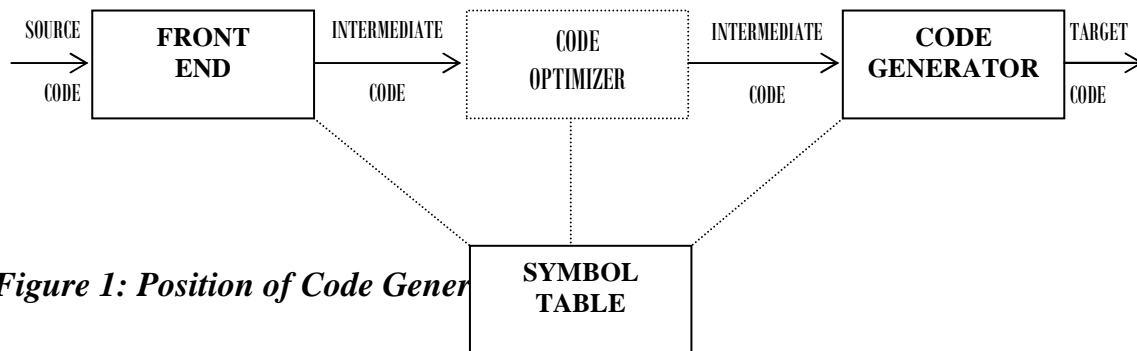 SOURCE
CODE
FRONT
END
INTERMEDIATE
CODE
CODE
OPTIMIZER
INTERMEDIATE
CODE
CODE
GENERATOR
TARGET
CODE
SYMBOL
TABLE
Figure 1: Position of Code Gener